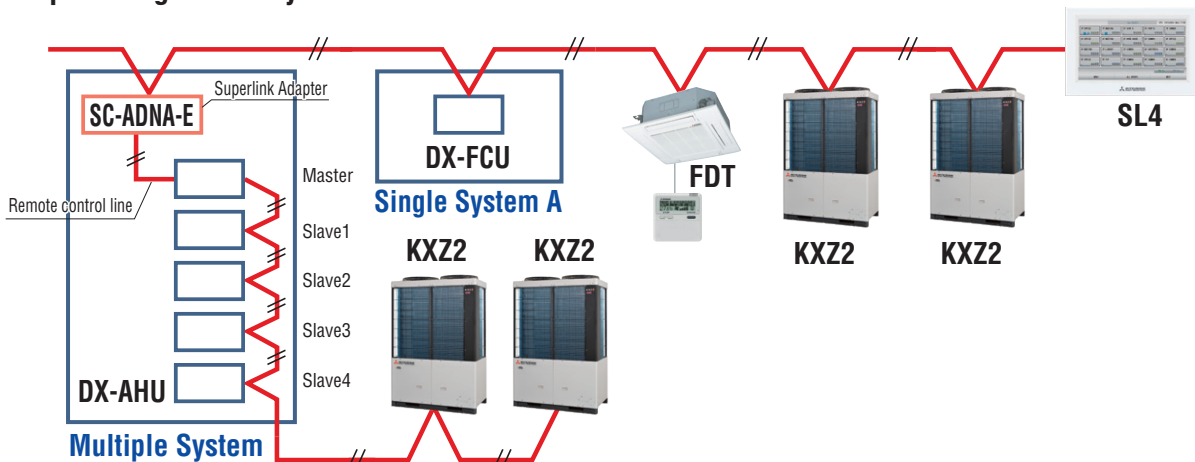 SL4
Superlink Adapter
SC-ADNA-E
Remote control line
Master
Slave1
Slave2
Slave3
Slave4
DX-AHU
Multiple System
DX-FCU
Single System A
FDT
KXZ2
KXZ2
KXZ2
KXZ2